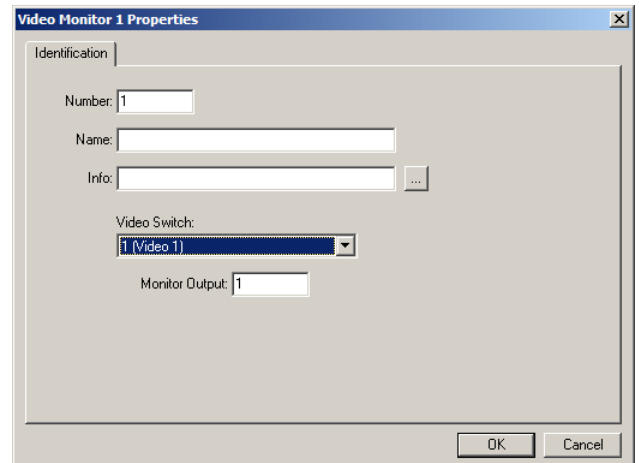 Video Monitor 1 Properties
Identification
Number: 1
Name:
Info: ...
Video Switch:
1 (Video 1)
Monitor Output: 1
OK Cancel